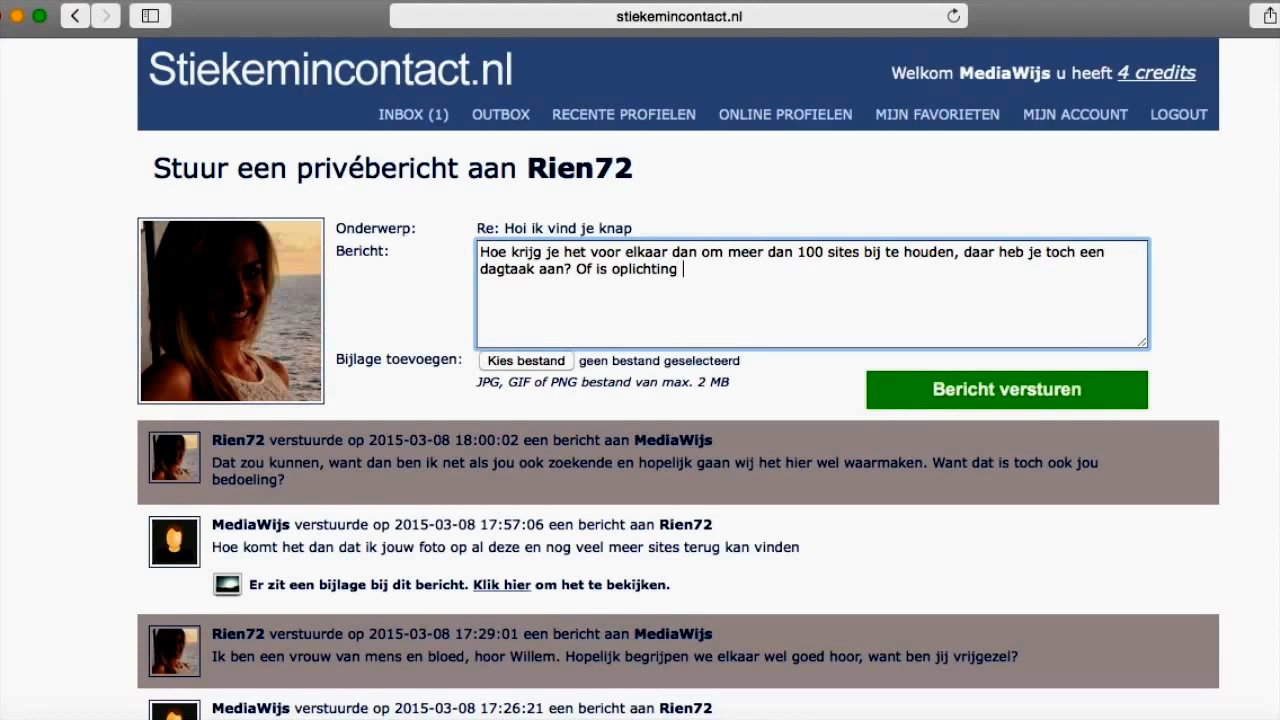 stiekemincontact.nl
Stiekemincontact.nl
Welkom MediaWijs u heeft 4 credits
INBOX (1) OUTBOX RECENTE PROFIELEN ONLINE PROFIELEN MIJN FAVORIETEN MIJN ACCOUNT LOGOUT
Stuur een privébericht aan Rien72
Onderwerp: Re: Hoi ik vind je knap
Bericht: Hoe krijg je het voor elkaar dan om meer dan 100 sites bij te houden, daar heb je toch een
dagtaak aan? Of is oplichting
Bijlage toevoegen: Kies bestand geen bestand geselecteerd
JPG, GIF of PNG bestand van max. 2 MB
Bericht versturen
Rien72 verstuurde op 2015-03-08 18:00:02 een bericht aan MediaWijs
Dat zou kunnen, want dan ben ik net als jou ook zoekende en hopelijk gaan wij het hier wel waarmaken. Want dat is toch ook jou
bedoeling?
MediaWijs verstuurde op 2015-03-08 17:57:06 een bericht aan Rien72
Hoe komt het dan dat ik jouw foto op al deze en nog veel meer sites terug kan vinden
Er zit een bijlage bij dit bericht. Klik hier om het te bekijken.
Rien72 verstuurde op 2015-03-08 17:29:01 een bericht aan MediaWijs
Ik ben een vrouw van mens en bloed, hoor Willem. Hopelijk begrijpen we elkaar wel goed hoor, want ben jij vrijgezel?
MediaWijs verstuurde op 2015-03-08 17:26:21 een bericht aan Rien72